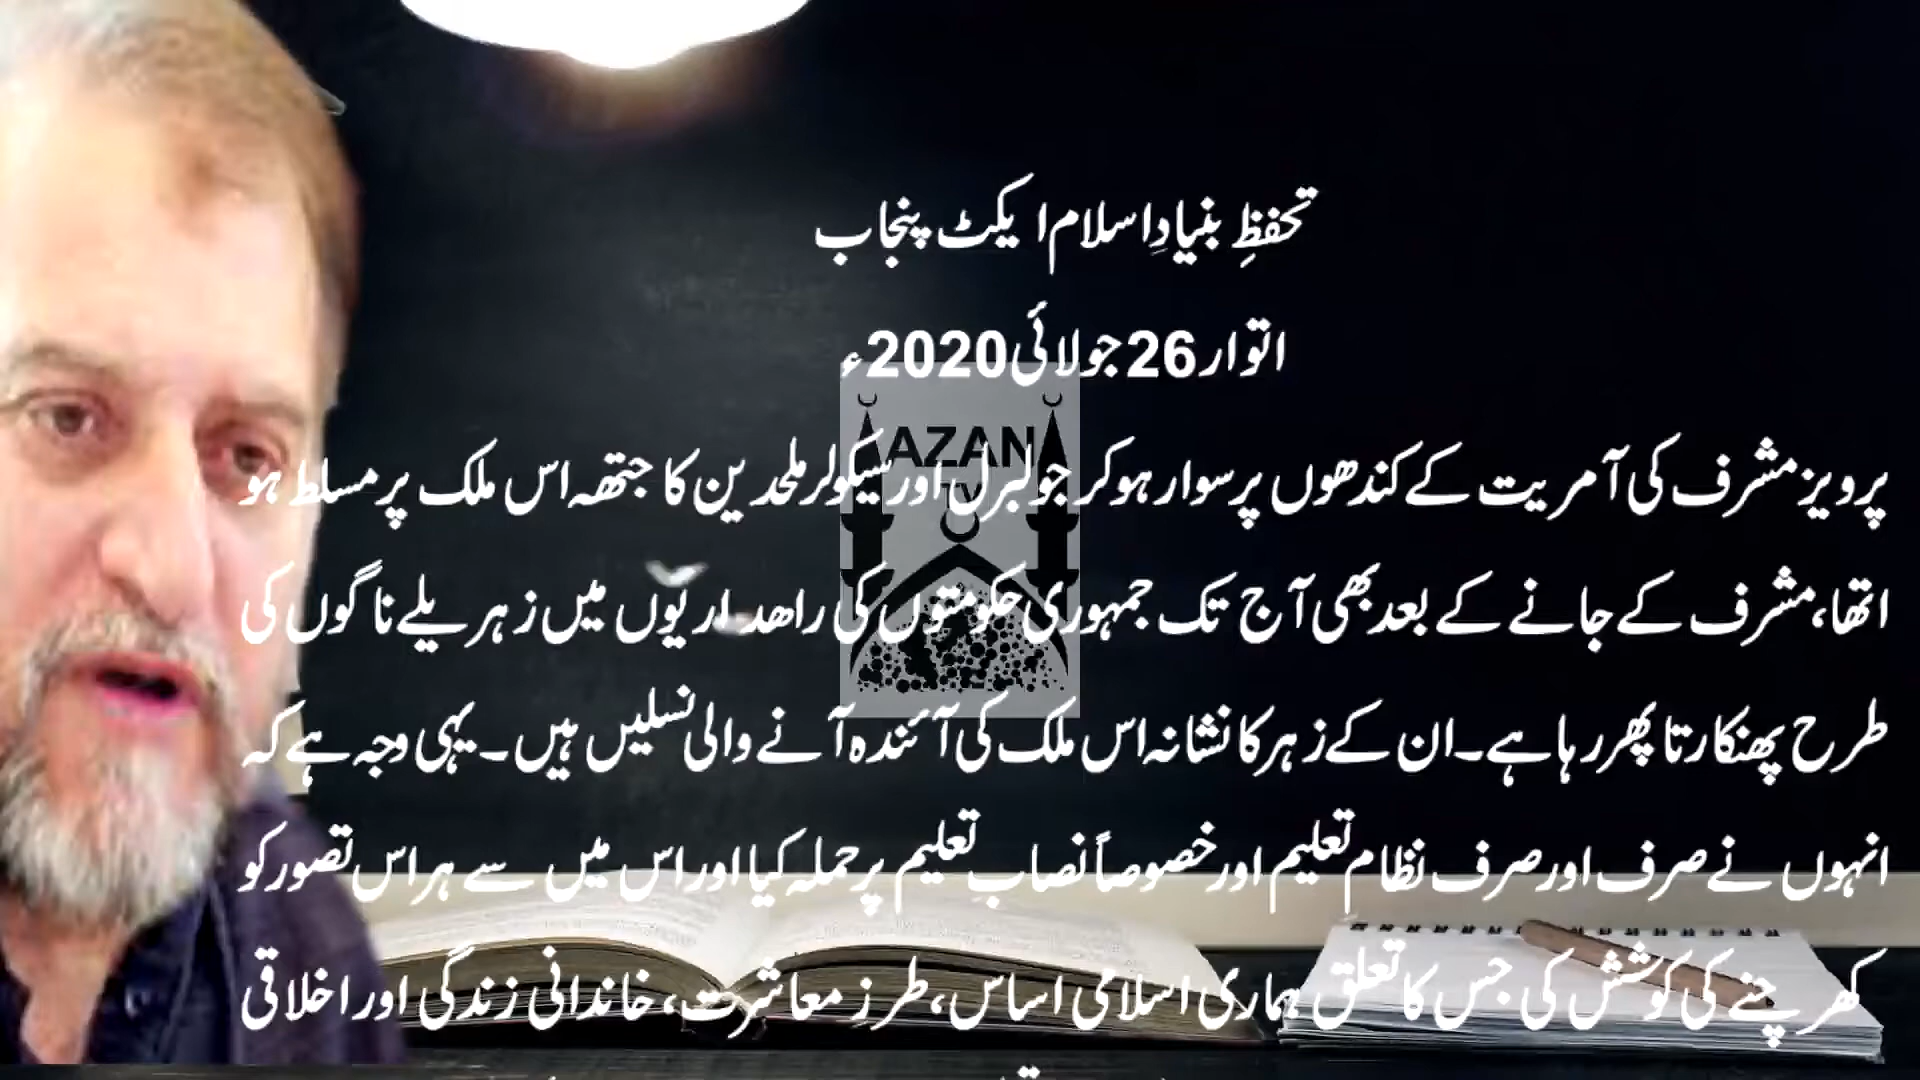 تحفظِ بنیادِاسلام ایکٹ پنجاب
اتوار26جولائی2020ء
AZAN
TV
پرویز مشرف کی آمریت کے کندھوں پر سوار ہو کر جو لبرل اور سیکولر ملحدین کا جتھہ اس ملک پر مسلط ہو
اتھا، مشرف کے جانے کے بعد بھی آج تک جمہوری حکومتوں کی راھداریوں میں زہریلے ناگوں کی
طرح پھنکارتا پھر رہا ہے۔ ان کے زہر کا نشانہ اس ملک کی آئندہ آنے والی نسلیں ہیں۔ یہی وجہ ہے کہ
انہوں نے صرف اور صرف نظام تعلیم اور خصوصاً نصابِ تعلیم پر حملہ کیا اور اس میں سے ہر اس تصور کو
کھرچنے کی کوشش کی جس کا تعلق ہماری اسلامی اساس، طرزِ معاشرت، خاندانی زندگی اور اخلاقی